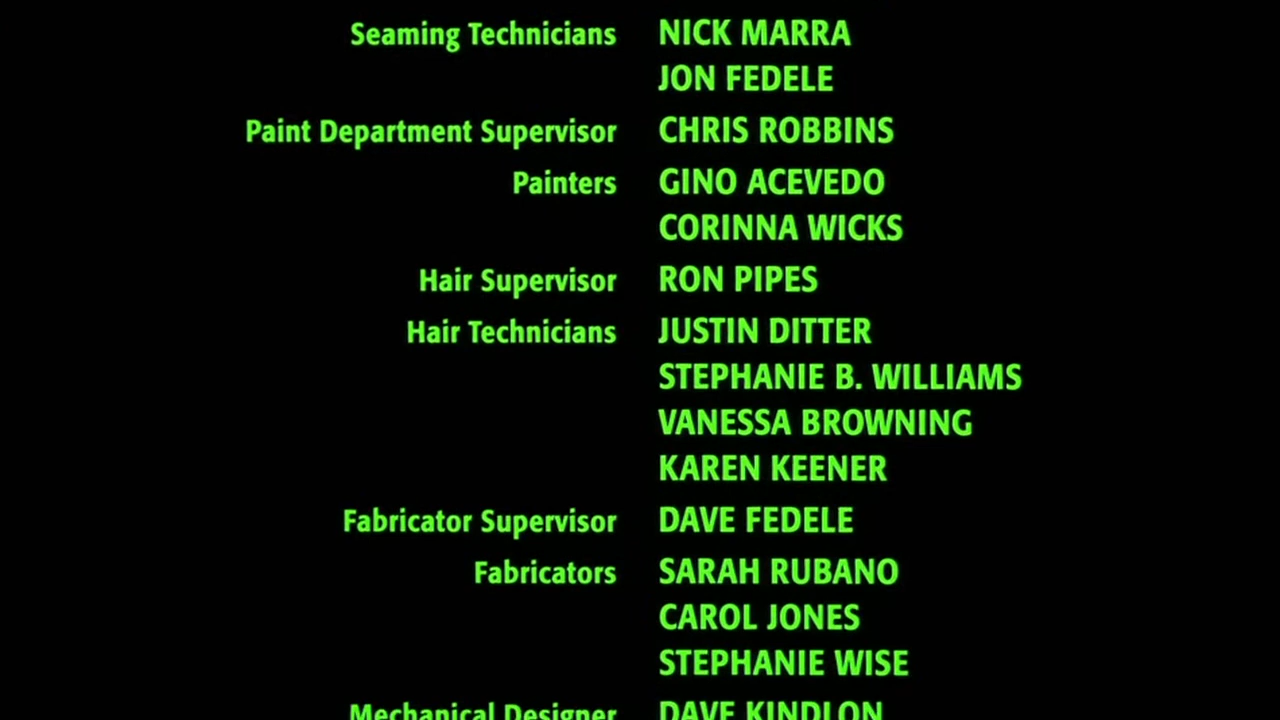 Seaming Technicians NICK MARRA
JON FEDELE
Paint Department Supervisor CHRIS ROBBINS
Painters GINO ACEVEDO
CORINNA WICKS
Hair Supervisor RON PIPES
Hair Technicians JUSTIN DITTER
STEPHANIE B. WILLIAMS
VANESSA BROWNING
KAREN KEENER
Fabricator Supervisor DAVE FEDELE
Fabricators SARAH RUBANO
CAROL JONES
STEPHANIE WISE
Mechanical Designer DAVE KINDLON